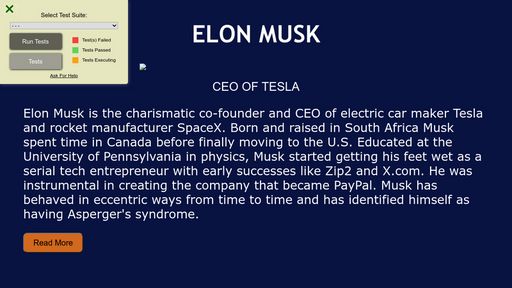 Select Test Suite:
---
Run Tests
Test(s) Failed
Tests Passed
Tests Executing
Tests
Ask For Help
ELON MUSK
CEO OF TESLA
Elon Musk is the charismatic co-founder and CEO of electric car maker Tesla
and rocket manufacturer SpaceX. Born and raised in South Africa Musk
spent time in Canada before finally moving to the U.S. Educated at the
University of Pennsylvania in physics, Musk started getting his feet wet as a
serial tech entrepreneur with early successes like Zip2 and X.com. He was
instrumental in creating the company that became PayPal. Musk has
behaved in eccentric ways from time to time and has identified himself as
having Asperger's syndrome.
Read More